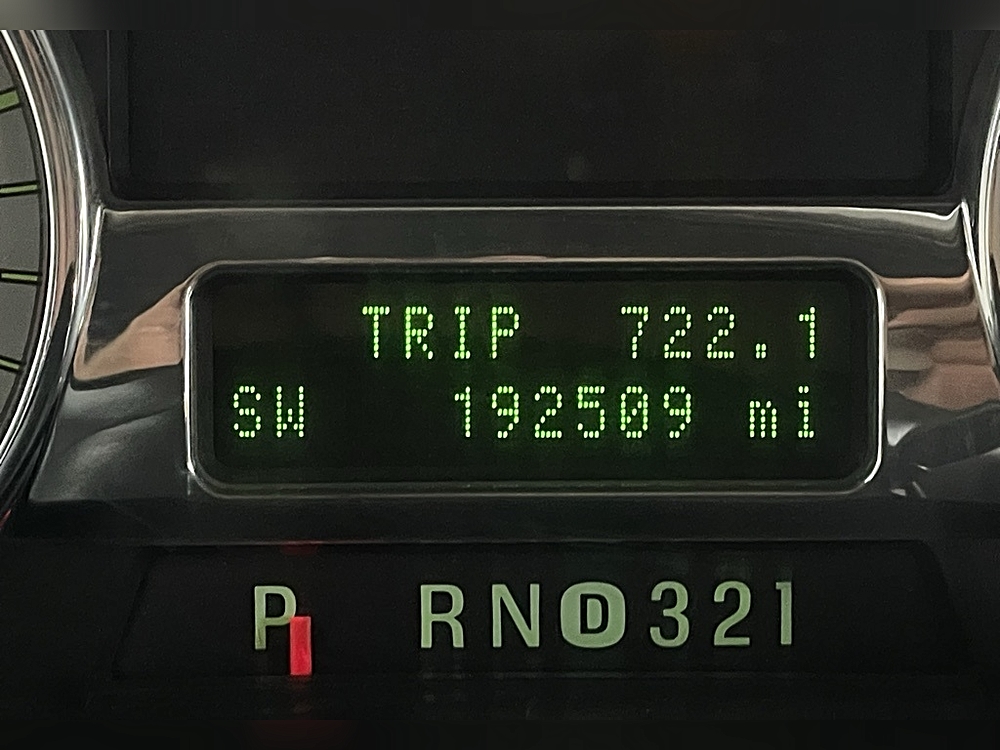 TRIP 722.1
SW 192509 mi
P RND321